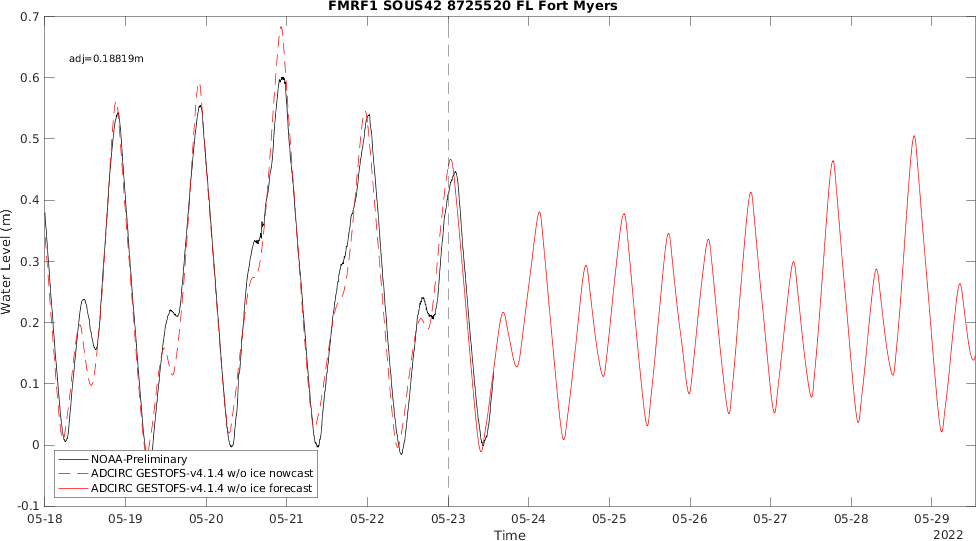 FMRF1 SOUS42 8725520 FL Fort Myers
0.7
0.6
0.5
0.4
0.3
0.2
0.1
0
-0.1
Water Level (m)
adj=0.18819m
NOAA-Preliminary
ADCIRC GESTOFS-v4.1.4 w/o ice nowcast
ADCIRC GESTOFS-v4.1.4 w/o ice forecast
05-18 05-19 05-20 05-21 05-22 05-23 05-24 05-25 05-26 05-27 05-28 05-29
Time
2022